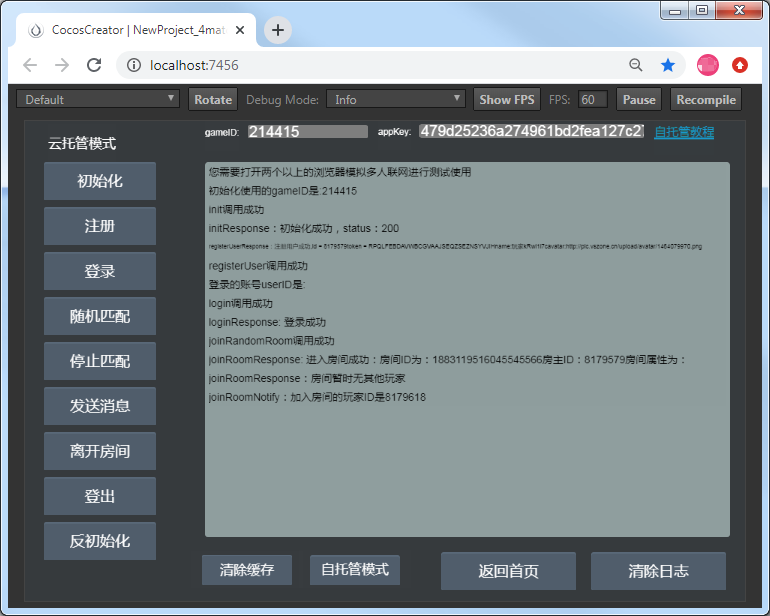 CocosCreator | NewProject_4mat
localhost:7456
Default Rotate Debug Mode: Info Show FPS FPS: 60 Pause Recompile
云托管模式 gameID: 214415 appKey: 479d25236a274961bd2fea127c27 自托管教程
初始化
注册
登录
随机匹配
停止匹配
发送消息
离开房间
登出
反初始化
您需要打开两个以上的浏览器模拟多人联网进行测试使用
初始化使用的gameID是:214415
init调用成功
initResponse：初始化成功，status：200
registerUserResponse：注册用户成功,id = 8179579token =
registerUser调用成功
登录的账号userID是:
login调用成功
loginResponse: 登录成功
joinRandomRoom调用成功
joinRoomResponse: 进入房间成功：房间ID为：1883119516045545566房主ID：8179579房间属性为：
joinRoomResponse：房间暂时无其他玩家
joinRoomNotify：加入房间的玩家ID是8179618
清除缓存 自托管模式 返回首页 清除日志